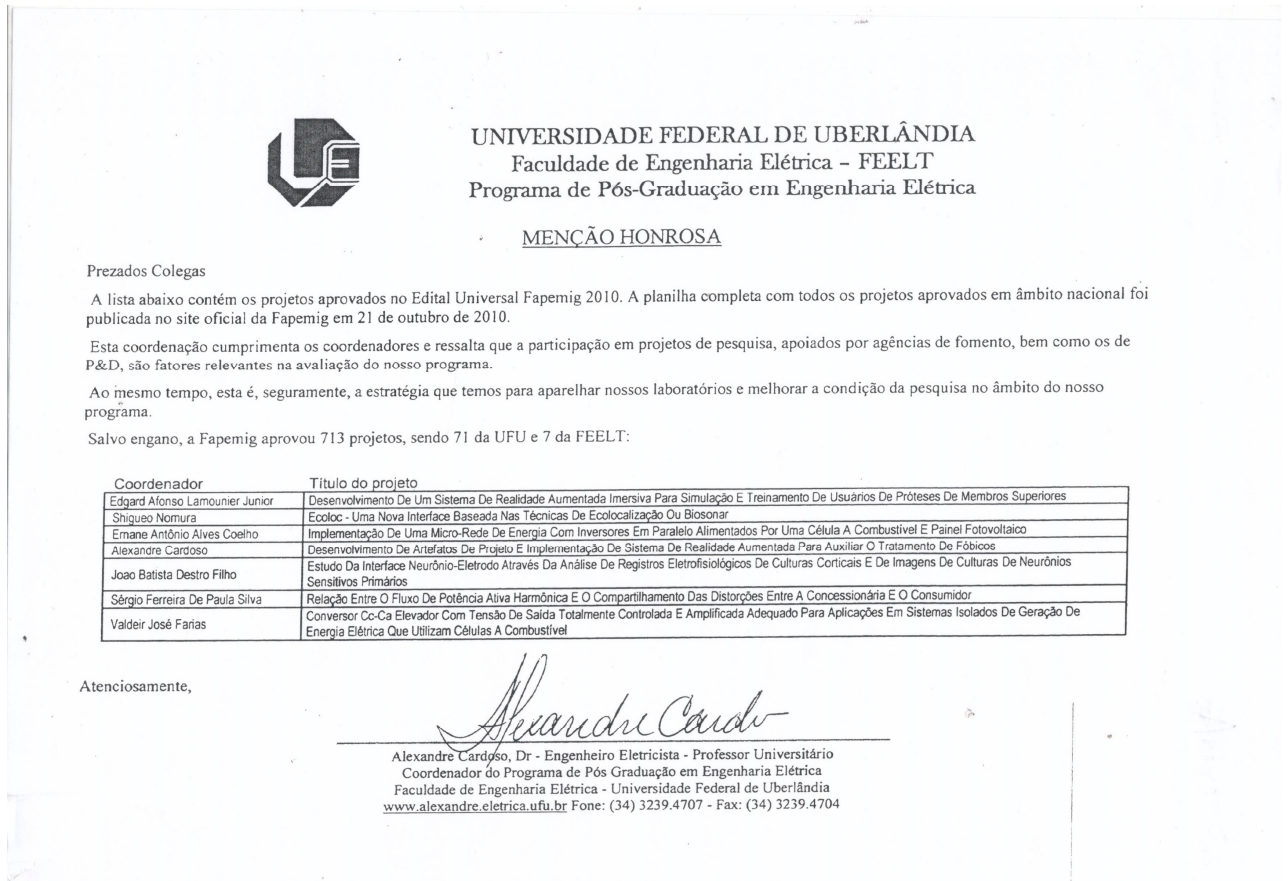 UNIVERSIDADE FEDERAL DE UBERLÂNDIA
Faculdade de Engenharia Elétrica – FEELT
Programa de Pós-Graduação em Engenharia Elétrica
MENÇÃO HONROSA
Prezados Colegas
A lista abaixo contém os projetos aprovados no Edital Universal Fapemig 2010. A planilha completa com todos os projetos aprovados em âmbito nacional foi
publicada no site oficial da Fapemig em 21 de outubro de 2010.
Esta coordenação cumprimenta os coordenadores e ressalta que a participação em projetos de pesquisa, apoiados por agências de fomento, bem como os de
P&D, são fatores relevantes na avaliação do nosso programa.
Ao mesmo tempo, esta é, seguramente, a estratégia que temos para aparelhar nossos laboratórios e melhorar a condição da pesquisa no âmbito do nosso
programa.
Salvo engano, a Fapemig aprovou 713 projetos, sendo 71 da UFU e 7 da FEELT:
Coordenador Título do projeto
Edgard Afonso Lamounier Junior Desenvolvimento De Um Sistema De Realidade Aumentada Imersiva Para Simulação E Treinamento De Usuários De Próteses De Membros Superiores
Shigueo Nomura Ecoloc - Uma Nova Interface Baseada Nas Técnicas De Ecolocalização Ou Biosonar
Ernane Antônio Alves Coelho Implementação De Uma Micro-Rede De Energia Com Inversores Em Paralelo Alimentados Por Uma Célula A Combustível E Painel Fotovoltaico
Alexandre Cardoso Desenvolvimento De Artefatos De Projeto E Implementação De Sistema De Realidade Aumentada Para Auxiliar O Tratamento De Fóbicos
Joao Batista Destro Filho Estudo Da Interface Neurônio-Eletrodo Através Da Análise De Registros Eletrofisiológicos De Culturas Corticais E De Imagens De Culturas De Neurônios
Sensitivos Primários
Sérgio Ferreira De Paula Silva Relação Entre O Fluxo De Potência Ativa Harmônica E O Compartilhamento Das Distorções Entre A Concessionária E O Consumidor
Valdeir José Farias Conversor Cc-Ca Elevador Com Tensão De Saída Totalmente Controlada E Amplificada Adequado Para Aplicações Em Sistemas Isolados De Geração De
Energia Elétrica Que Utilizam Células A Combustível
Atenciosamente,
Alexandre Cardoso
Alexandre Cardoso, Dr - Engenheiro Eletricista - Professor Universitário
Coordenador do Programa de Pós Graduação em Engenharia Elétrica
Faculdade de Engenharia Elétrica - Universidade Federal de Uberlândia
www.alexandre.eletrica.ufu.br Fone: (34) 3239.4707 - Fax: (34) 3239.4704